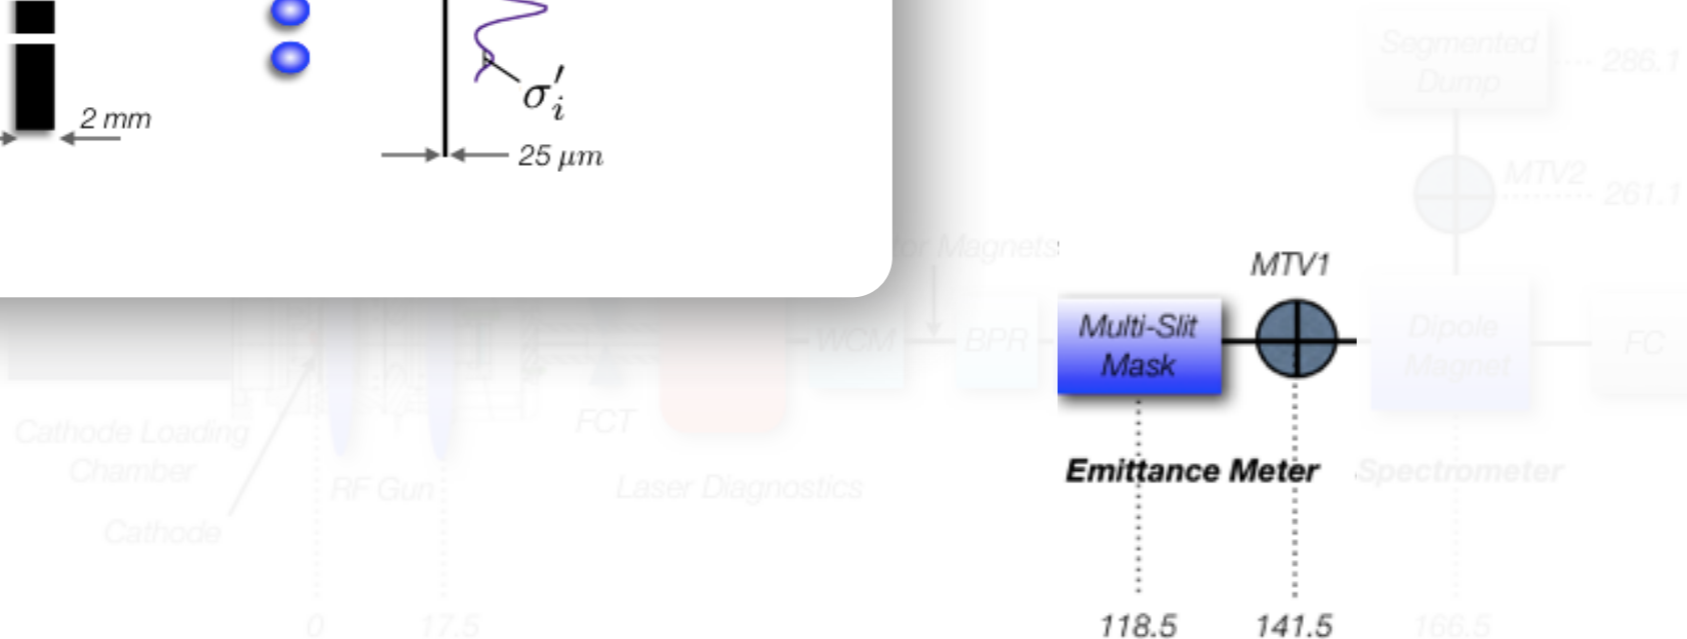 2 mm
σ′i
25 μm
Segmented
Dump
286.1
MTV2
261.1
or Magnets
MTV1
WCM
BPR
Multi-Slit
Mask
Dipole
Magnet
FC
FCT
Cathode Loading
Chamber
RF Gun
Laser Diagnostics
Emittance Meter
Spectrometer
Cathode
0
17.5
118.5
141.5
166.5